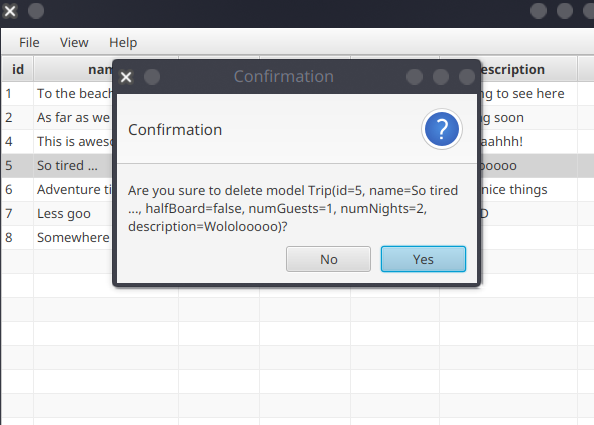 File View Help
id nam escription
1 To the beach ng to see here
2 As far as we ng soon
4 This is aweso aahhh!
5 So tired ... ooooo
6 Adventure ti nice things
7 Less goo D
8 Somewhere
Confirmation
Confirmation
?
Are you sure to delete model Trip(id=5, name=So tired
..., halfBoard=false, numGuests=1, numNights=2,
description=Wololooooo)?
No Yes